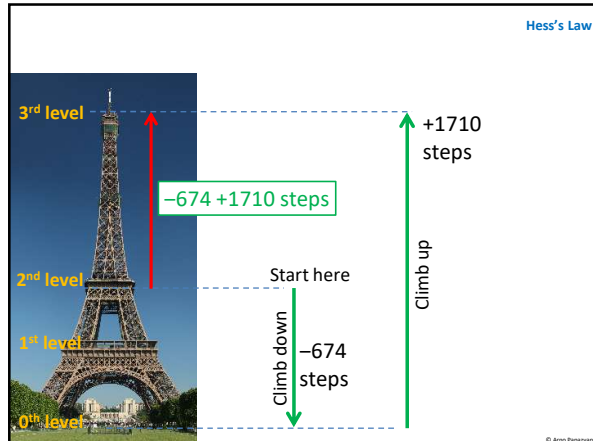 Hess's Law
3rd level
+1710
steps
–674 +1710 steps
2nd level
Start here
Climb up
1st level
Climb down
–674
steps
0th level